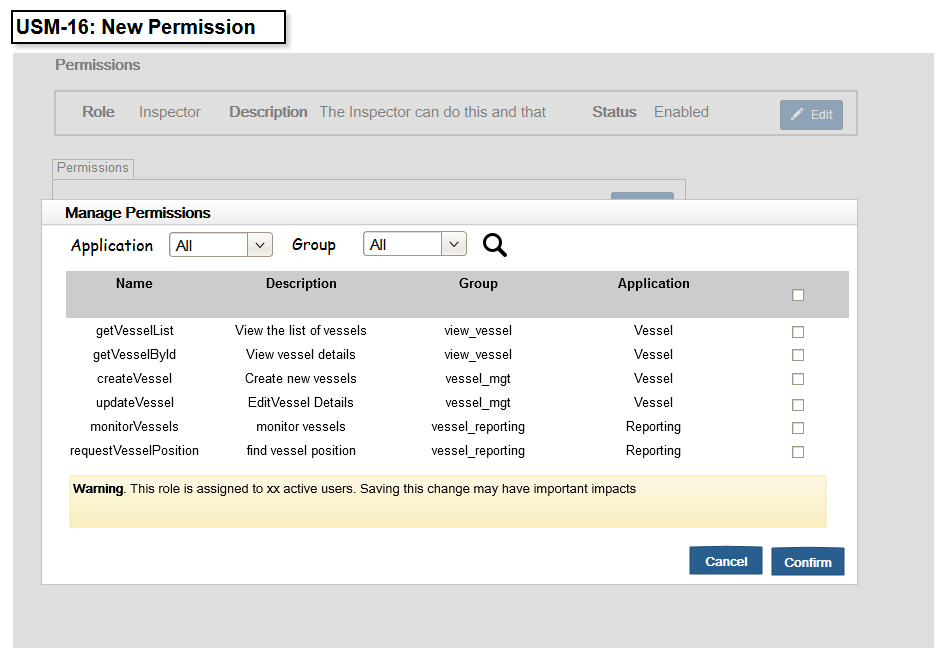 USM-16: New Permission
Permissions
Role Inspector Description The Inspector can do this and that Status Enabled Edit
Permissions
Manage Permissions
Application All Group All
Name Description Group Application
getVesselList View the list of vessels view_vessel Vessel
getVesselById View vessel details view_vessel Vessel
createVessel Create new vessels vessel_mgt Vessel
updateVessel EditVessel Details vessel_mgt Vessel
monitorVessels monitor vessels vessel_reporting Reporting
requestVesselPosition find vessel position vessel_reporting Reporting
Warning. This role is assigned to xx active users. Saving this change may have important impacts
Cancel Confirm